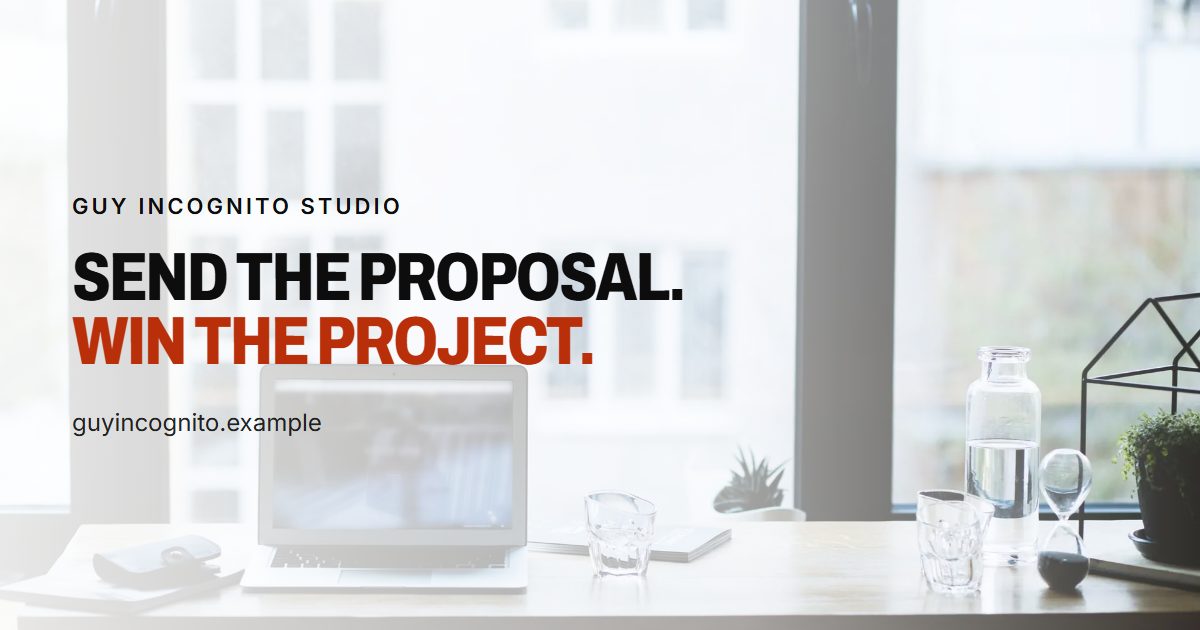 GUY INCOGNITO STUDIO
SEND THE PROPOSAL.
WIN THE PROJECT.
guyincognito.example